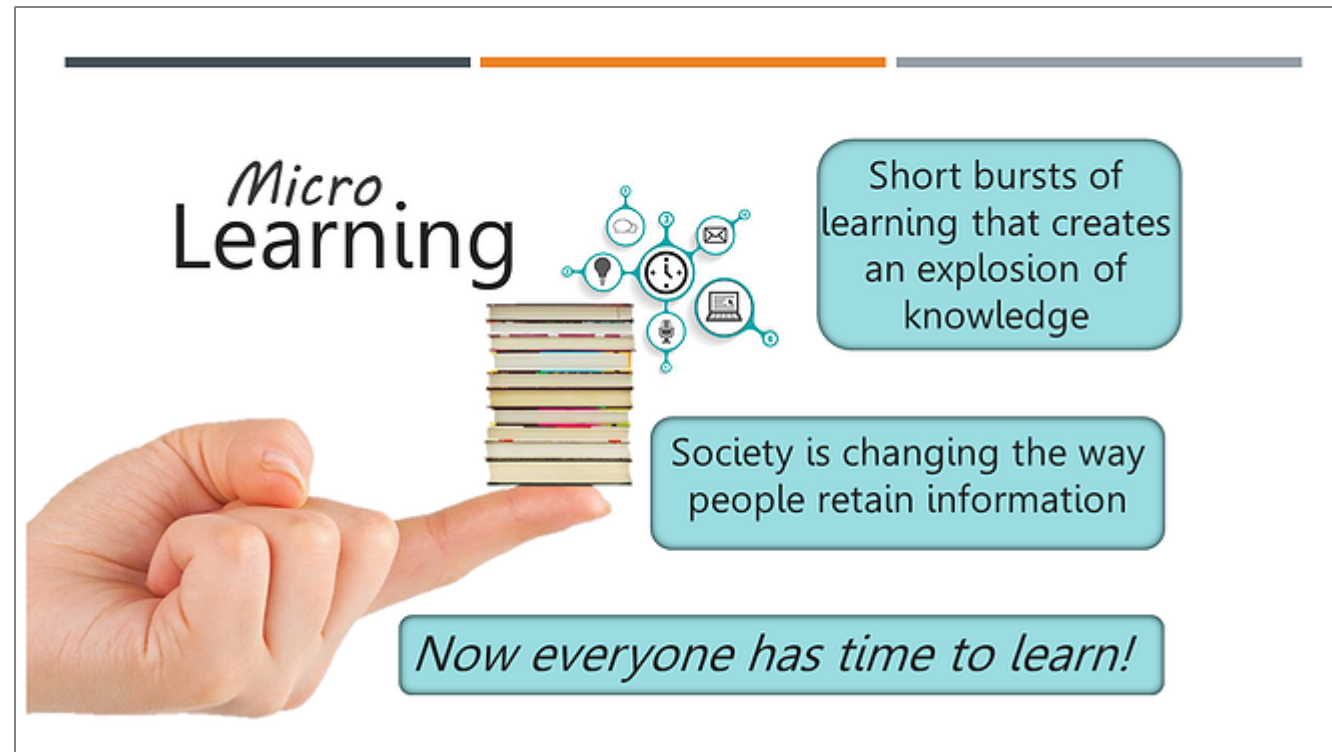 Micro
Learning
Short bursts of
learning that creates
an explosion of
knowledge
Society is changing the way
people retain information
Now everyone has time to learn!